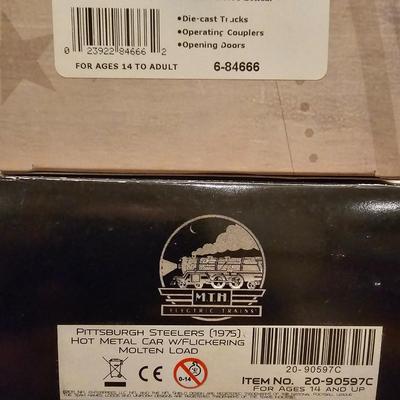 •Die-cast Trucks
•Operating Couplers
•Opening Doors
0 23922 84666 2
FOR AGES 14 TO ADULT
6-84666
MTH
ELECTRIC TRAINS
PITTSBURGH STEELERS (1975)
HOT METAL CAR W/FLICKERING
MOLTEN LOAD
20-90597C
CE
0-14
ITEM NO. 20-90597C
FOR AGES 14 AND UP